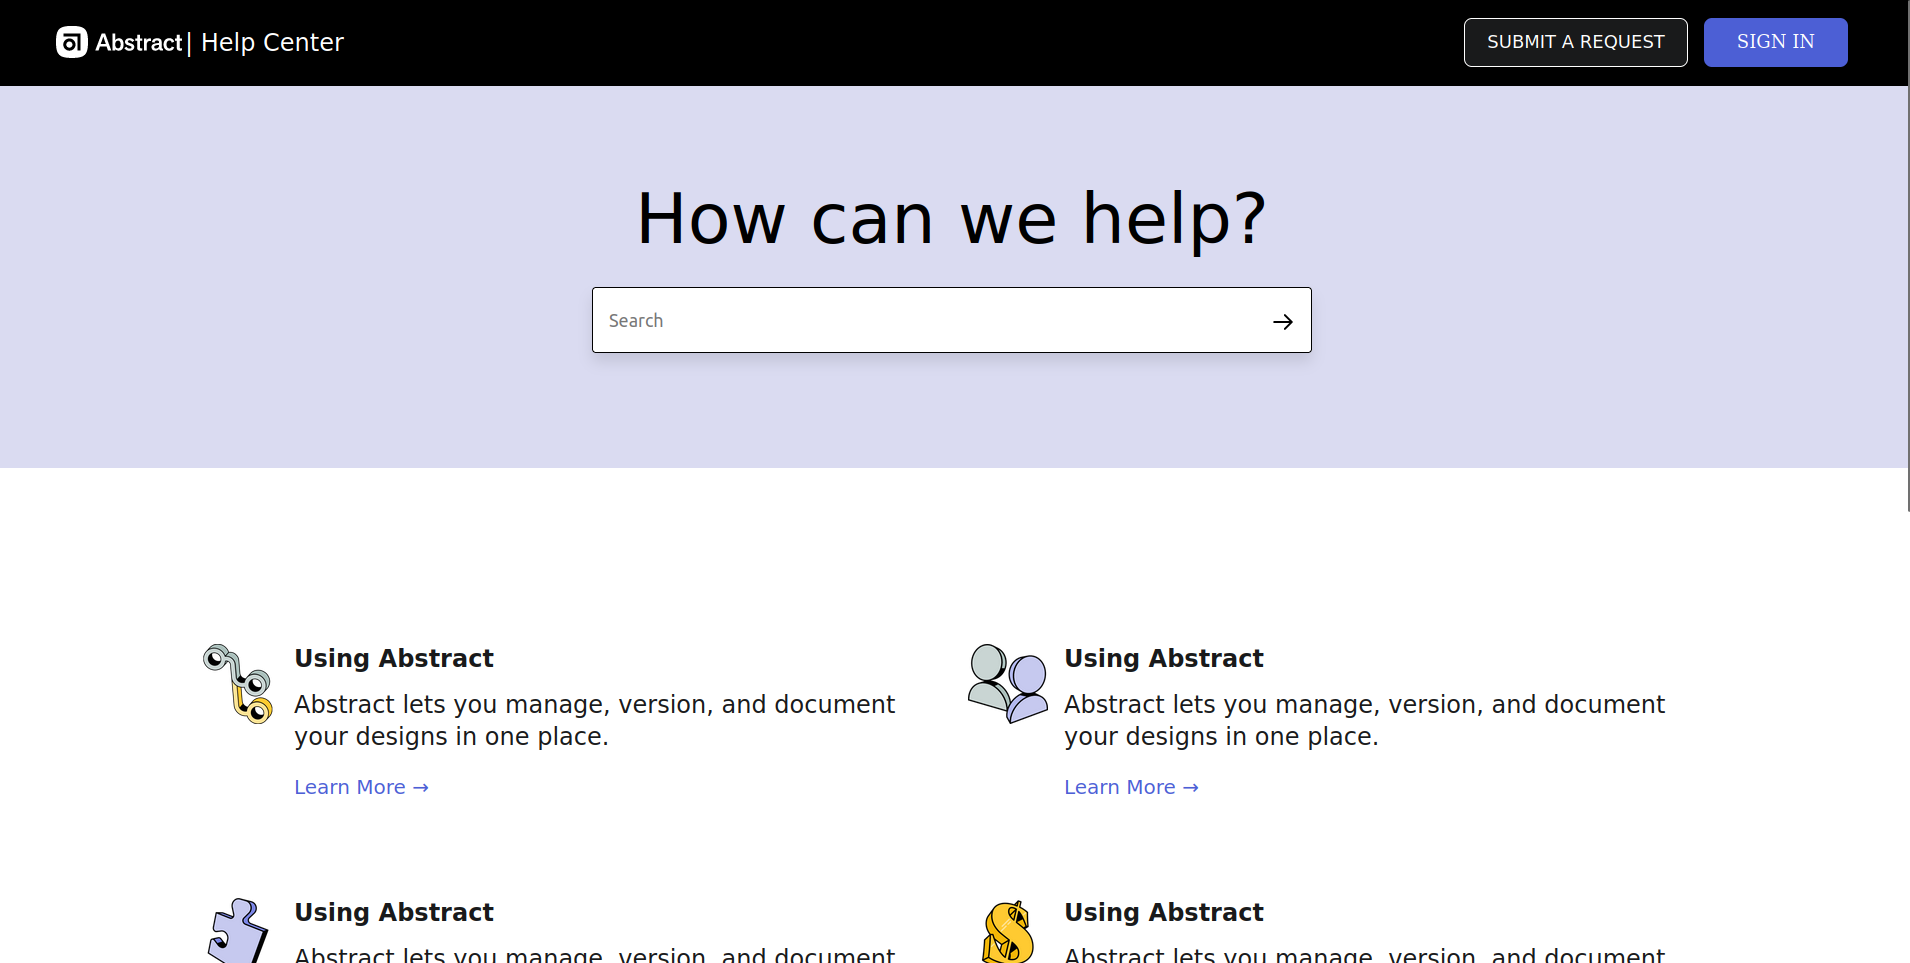 Abstract | Help Center
SUBMIT A REQUEST
SIGN IN
How can we help?
Search
Using Abstract
Abstract lets you manage, version, and document
your designs in one place.
Learn More →
Using Abstract
Abstract lets you manage, version, and document
your designs in one place.
Learn More →
Using Abstract
Abstract lets you manage, version, and document
Using Abstract
Abstract lets you manage, version, and document